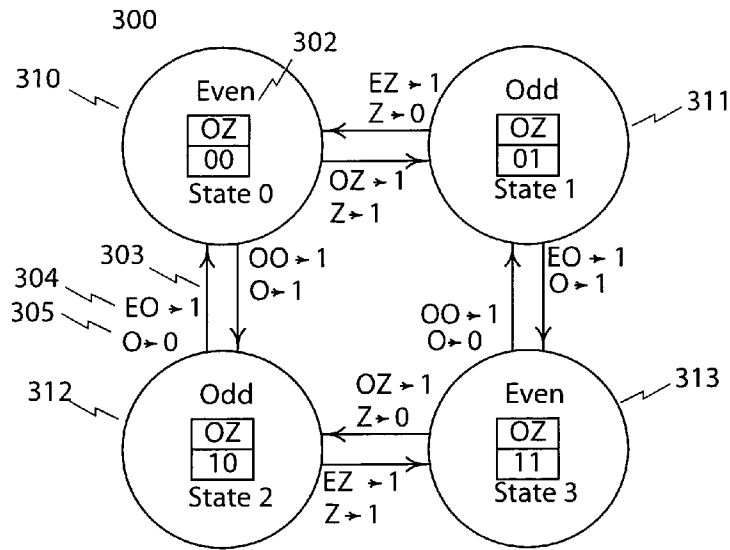 300
302
310
Even
OZ
00
State 0
EZ → 1
Z → 0
OZ → 1
Z → 1
Odd
OZ
01
State 1
311
303
304
EO → 1
305
O → 0
OO → 1
O → 1
OO → 1
O → 0
EO → 1
O → 1
312
Odd
OZ
10
State 2
OZ → 1
Z → 0
EZ → 1
Z → 1
Even
OZ
11
State 3
313